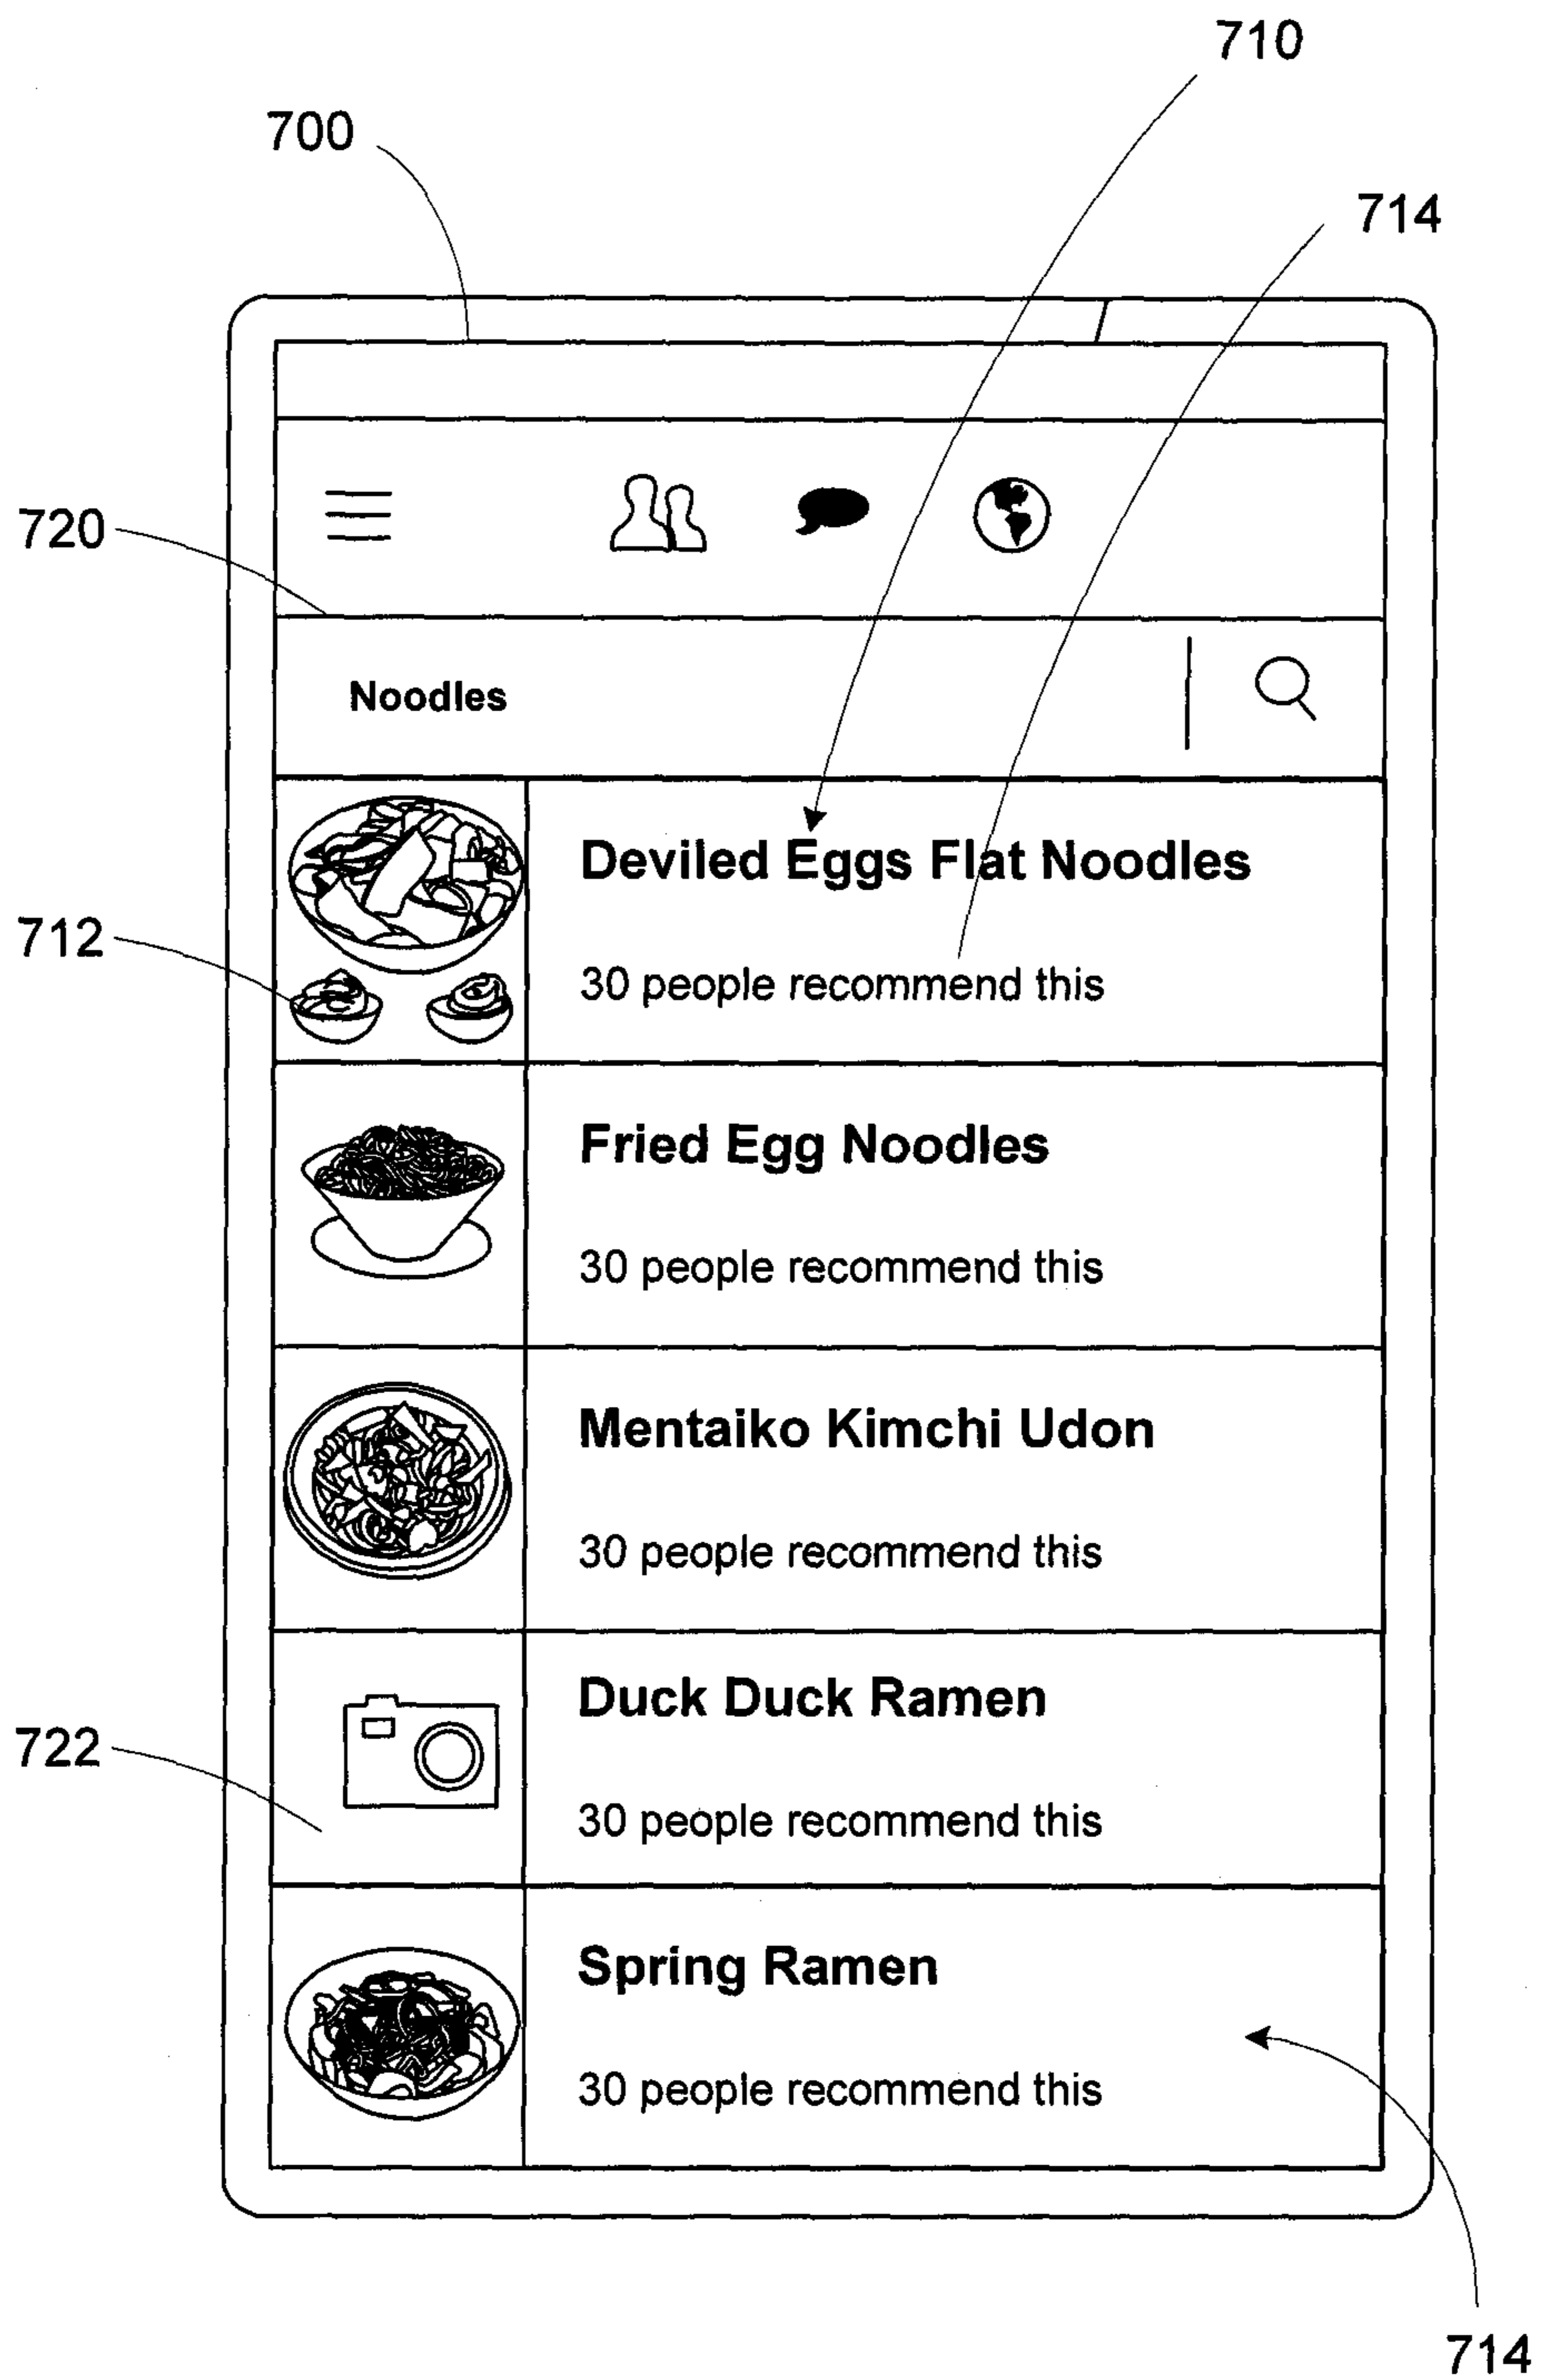 710
700
714
720
Noodles
Deviled Eggs Flat Noodles
712
30 people recommend this
Fried Egg Noodles
30 people recommend this
Mentaiko Kimchi Udon
30 people recommend this
Duck Duck Ramen
722
30 people recommend this
Spring Ramen
30 people recommend this
714